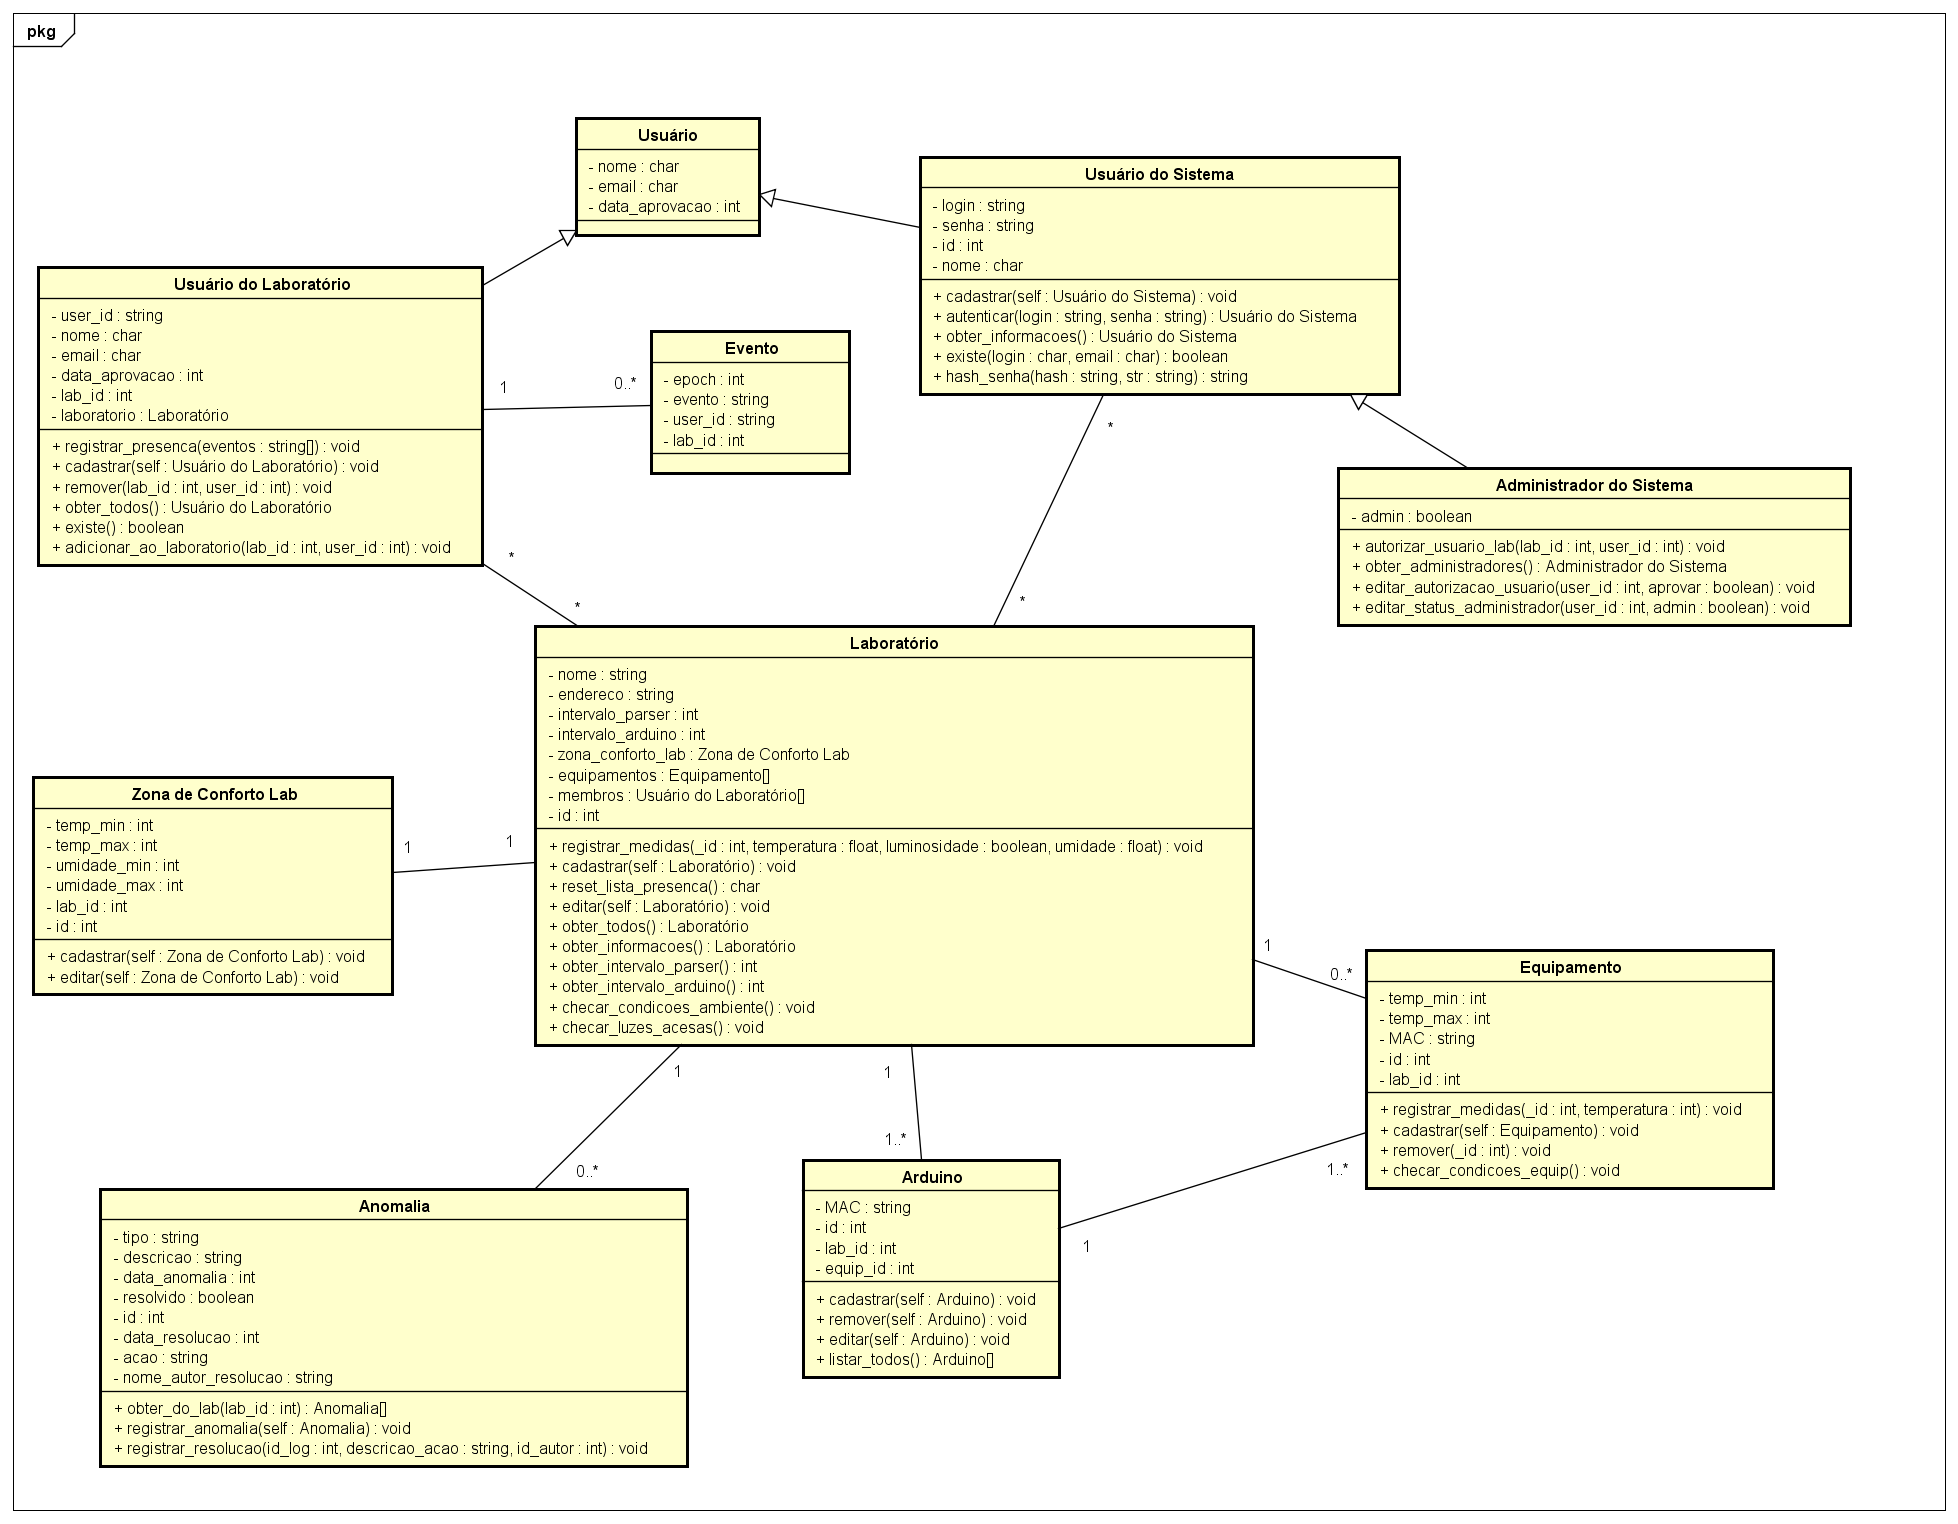 pkg
Usuário
- nome : char
- email : char
- data_aprovacao : int
Usuário do Sistema
- login : string
- senha : string
- id : int
- nome : char
+ cadastrar(self : Usuário do Sistema) : void
+ autenticar(login : string, senha : string) : Usuário do Sistema
+ obter_informacoes() : Usuário do Sistema
+ existe(login : char, email : char) : boolean
+ hash_senha(hash : string, str : string) : string
Usuário do Laboratório
- user_id : string
- nome : char
- email : char
- data_aprovacao : int
- lab_id : int
- laboratorio : Laboratório
+ registrar_presenca(eventos : string[]) : void
+ cadastrar(self : Usuário do Laboratório) : void
+ remover(lab_id : int, user_id : int) : void
+ obter_todos() : Usuário do Laboratório
+ existe() : boolean
+ adicionar_ao_laboratorio(lab_id : int, user_id : int) : void
1
0..*
Evento
- epoch : int
- evento : string
- user_id : string
- lab_id : int
*
*
*
*
Administrador do Sistema
- admin : boolean
+ autorizar_usuario_lab(lab_id : int, user_id : int) : void
+ obter_administradores() : Administrador do Sistema
+ editar_autorizacao_usuario(user_id : int, aprovar : boolean) : void
+ editar_status_administrador(user_id : int, admin : boolean) : void
Laboratório
- nome : string
- endereco : string
- intervalo_parser : int
- intervalo_arduino : int
- zona_conforto_lab : Zona de Conforto Lab
- equipamentos : Equipamento[]
- membros : Usuário do Laboratório[]
- id : int
+ registrar_medidas(_id : int, temperatura : float, luminosidade : boolean, umidade : float) : void
+ cadastrar(self : Laboratório) : void
+ reset_lista_presenca() : char
+ editar(self : Laboratório) : void
+ obter_todos() : Laboratório
+ obter_informacoes() : Laboratório
+ obter_intervalo_parser() : int
+ obter_intervalo_arduino() : int
+ checar_condicoes_ambiente() : void
+ checar_luzes_acesas() : void
Zona de Conforto Lab
- temp_min : int
- temp_max : int
- umidade_min : int
- umidade_max : int
- lab_id : int
- id : int
+ cadastrar(self : Zona de Conforto Lab) : void
+ editar(self : Zona de Conforto Lab) : void
1
1
1
0..*
Equipamento
- temp_min : int
- temp_max : int
- MAC : string
- id : int
- lab_id : int
+ registrar_medidas(_id : int, temperatura : int) : void
+ cadastrar(self : Equipamento) : void
+ remover(_id : int) : void
+ checar_condicoes_equip() : void
1
0..*
1
1..*
1..*
1
Anomalia
- tipo : string
- descricao : string
- data_anomalia : int
- resolvido : boolean
- id : int
- data_resolucao : int
- acao : string
- nome_autor_resolucao : string
+ obter_do_lab(lab_id : int) : Anomalia[]
+ registrar_anomalia(self : Anomalia) : void
+ registrar_resolucao(id_log : int, descricao_acao : string, id_autor : int) : void
Arduino
- MAC : string
- id : int
- lab_id : int
- equip_id : int
+ cadastrar(self : Arduino) : void
+ remover(self : Arduino) : void
+ editar(self : Arduino) : void
+ listar_todos() : Arduino[]